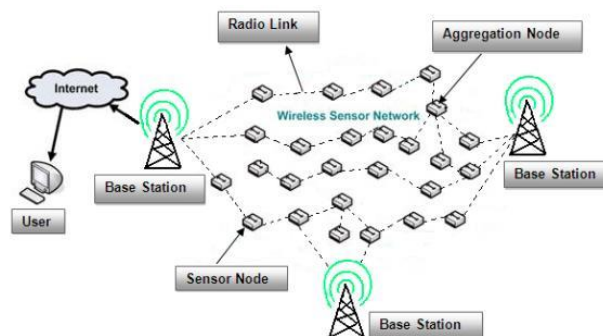 Radio Link
Aggregation Node
Internet
Wireless Sensor Network
Base Station
Base Station
User
Sensor Node
Base Station